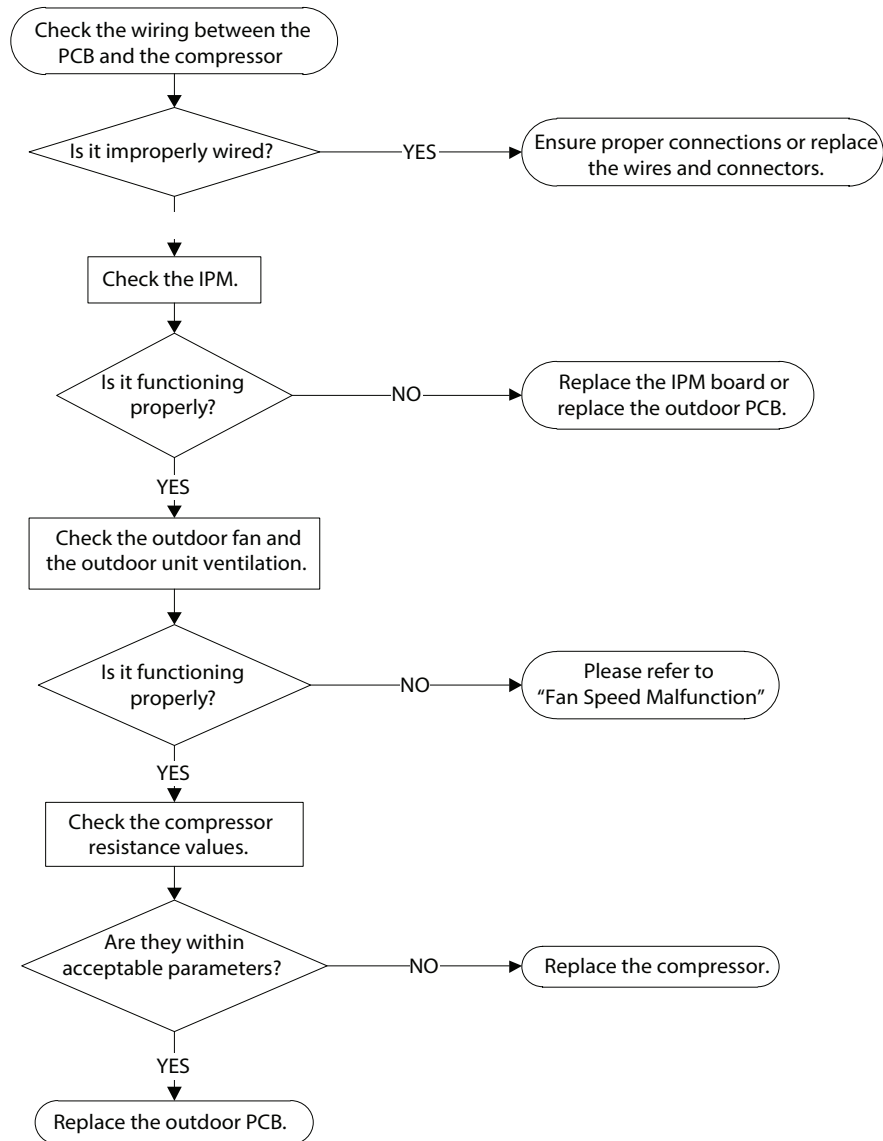 Check the wiring between the
PCB and the compressor
Is it improperly wired?
YES
Ensure proper connections or replace
the wires and connectors.
Check the IPM.
Is it functioning
properly?
NO
Replace the IPM board or
replace the outdoor PCB.
YES
Check the outdoor fan and
the outdoor unit ventilation.
Is it functioning
properly?
NO
Please refer to
“Fan Speed Malfunction”
YES
Check the compressor
resistance values.
Are they within
acceptable parameters?
NO
Replace the compressor.
YES
Replace the outdoor PCB.